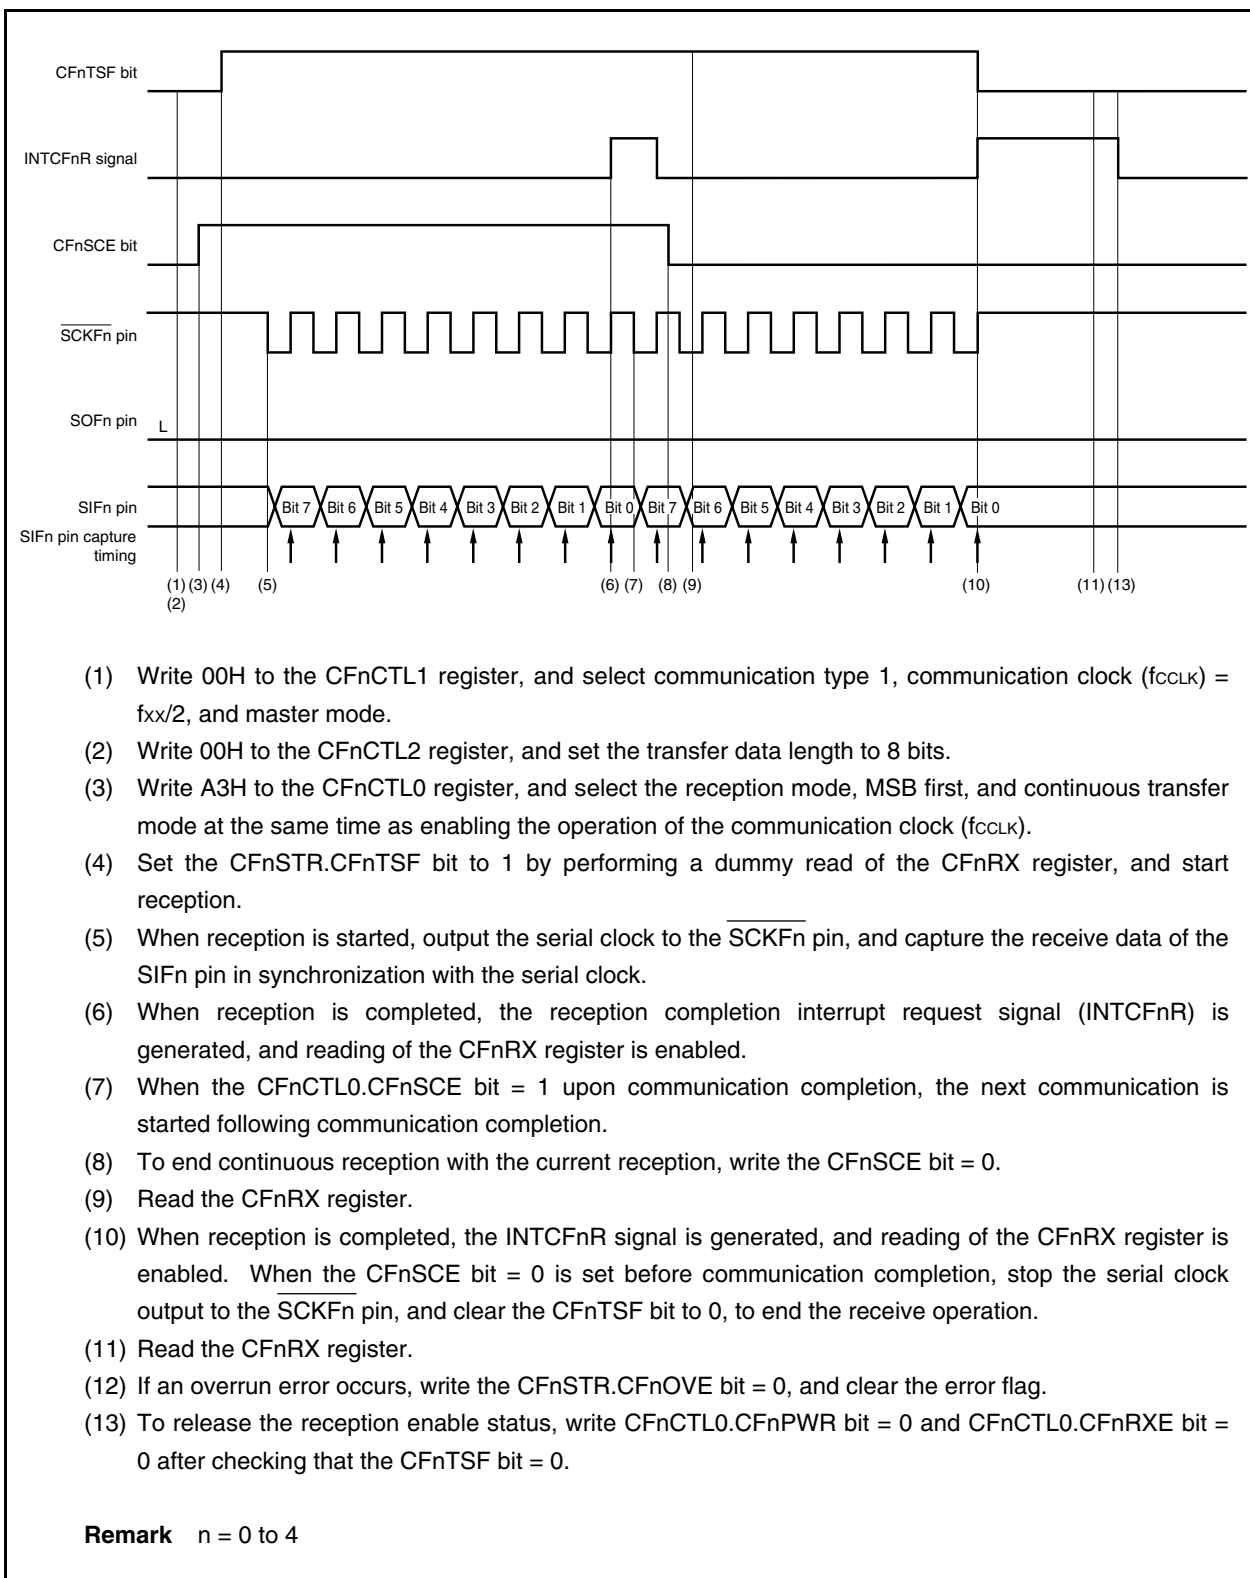 CFnTSF bit
INTCFnR signal
CFnSCE bit
SCKFn pin
SOFn pin L
SIFn pin Bit 7 Bit 6 Bit 5 Bit 4 Bit 3 Bit 2 Bit 1 Bit 0 Bit 7 Bit 6 Bit 5 Bit 4 Bit 3 Bit 2 Bit 1 Bit 0
SIFn pin capture
timing
(1) (3) (4) (5) (6) (7) (8) (9) (10) (11) (13)
(2)
(1) Write 00H to the CFnCTL1 register, and select communication type 1, communication clock (fCCLK) =
fXX/2, and master mode.
(2) Write 00H to the CFnCTL2 register, and set the transfer data length to 8 bits.
(3) Write A3H to the CFnCTL0 register, and select the reception mode, MSB first, and continuous transfer
mode at the same time as enabling the operation of the communication clock (fCCLK).
(4) Set the CFnSTR.CFnTSF bit to 1 by performing a dummy read of the CFnRX register, and start
reception.
(5) When reception is started, output the serial clock to the SCKFn pin, and capture the receive data of the
SIFn pin in synchronization with the serial clock.
(6) When reception is completed, the reception completion interrupt request signal (INTCFnR) is
generated, and reading of the CFnRX register is enabled.
(7) When the CFnCTL0.CFnSCE bit = 1 upon communication completion, the next communication is
started following communication completion.
(8) To end continuous reception with the current reception, write the CFnSCE bit = 0.
(9) Read the CFnRX register.
(10) When reception is completed, the INTCFnR signal is generated, and reading of the CFnRX register is
enabled. When the CFnSCE bit = 0 is set before communication completion, stop the serial clock
output to the SCKFn pin, and clear the CFnTSF bit to 0, to end the receive operation.
(11) Read the CFnRX register.
(12) If an overrun error occurs, write the CFnSTR.CFnOVE bit = 0, and clear the error flag.
(13) To release the reception enable status, write CFnCTL0.CFnPWR bit = 0 and CFnCTL0.CFnRXE bit =
0 after checking that the CFnTSF bit = 0.
Remark n = 0 to 4